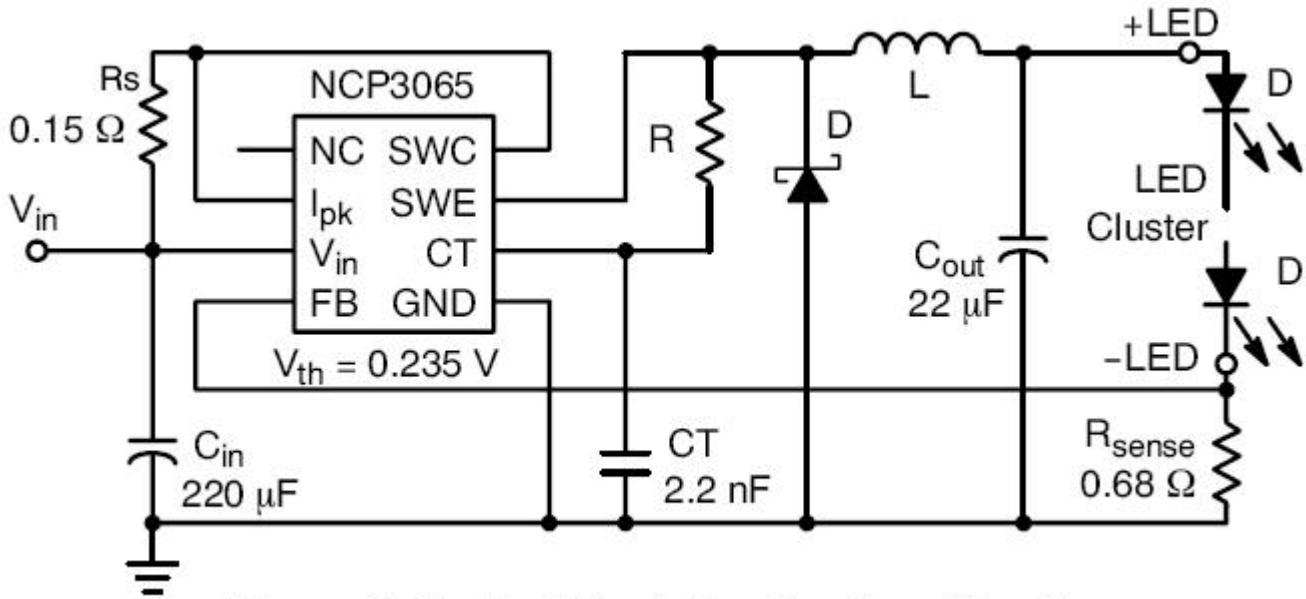 +LED
Rs
0.15 Ω
NCP3065
L
D
R
D
NC SWC
Ipk SWE
Vin CT
FB GND
Vin
LED
Cluster
Cout
22 μF
D
Vth = 0.235 V
-LED
Cin
220 μF
CT
2.2 nF
Rsense
0.68 Ω